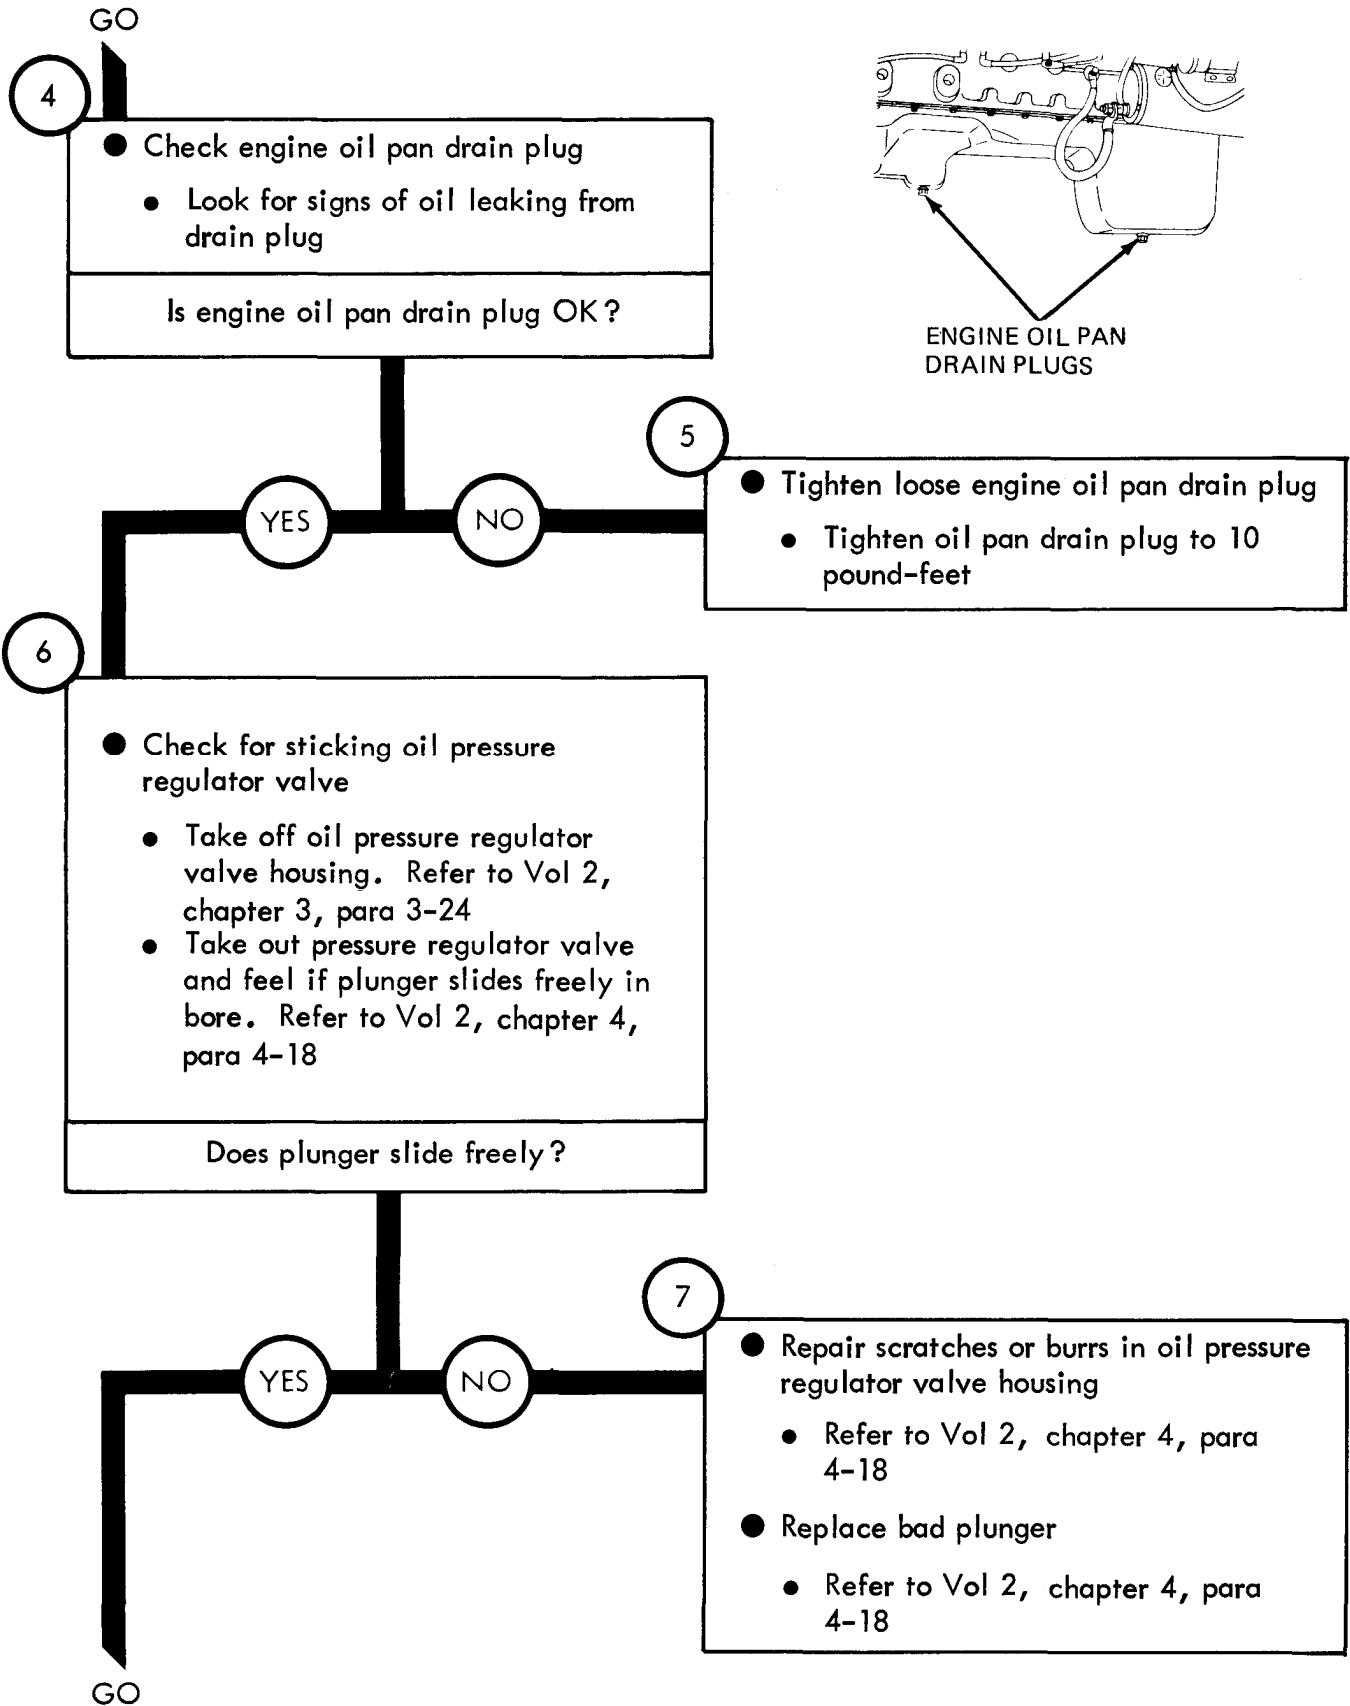 GO
4
● Check engine oil pan drain plug
● Look for signs of oil leaking from
drain plug
Is engine oil pan drain plug OK?
ENGINE OIL PAN
DRAIN PLUGS
YES
NO
5
● Tighten loose engine oil pan drain plug
● Tighten oil pan drain plug to 10
pound-feet
6
● Check for sticking oil pressure
regulator valve
● Take off oil pressure regulator
valve housing. Refer to Vol 2,
chapter 3, para 3-24
● Take out pressure regulator valve
and feel if plunger slides freely in
bore. Refer to Vol 2, chapter 4,
para 4-18
Does plunger slide freely?
YES
NO
7
● Repair scratches or burrs in oil pressure
regulator valve housing
● Refer to Vol 2, chapter 4, para
4-18
● Replace bad plunger
● Refer to Vol 2, chapter 4, para
4-18
GO